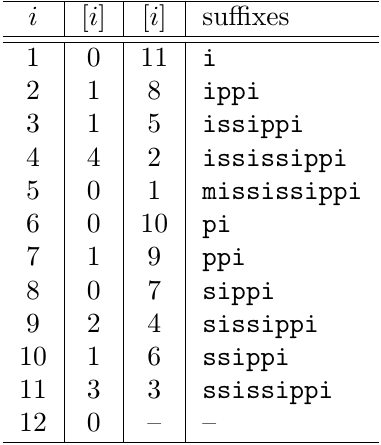 i [i] [i] suffixes
1 0 11 i
2 1 8 ippi
3 1 5 issippi
4 4 2 ississippi
5 0 1 mississippi
6 0 10 pi
7 1 9 ppi
8 0 7 sippi
9 2 4 sissippi
10 1 6 ssippi
11 3 3 ssissippi
12 0 – –